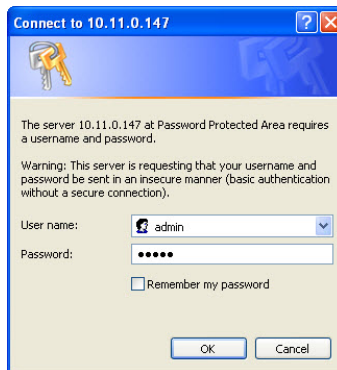 Connect to 10.11.0.147
The server 10.11.0.147 at Password Protected Area requires
a username and password.
Warning: This server is requesting that your username and
password be sent in an insecure manner (basic authentication
without a secure connection).
User name: admin
Password: •••••
Remember my password
OK Cancel